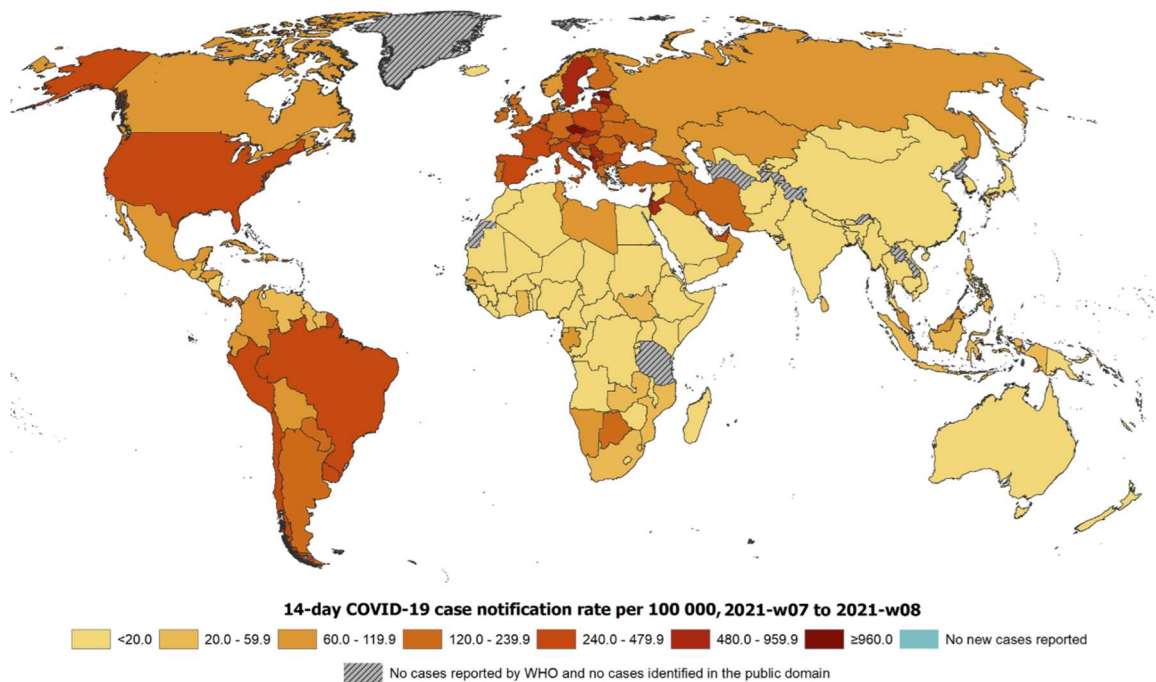 14-day COVID-19 case notification rate per 100 000, 2021-w07 to 2021-w08
<20.0 20.0 - 59.9 60.0 - 119.9 120.0 - 239.9 240.0 - 479.9 480.0 - 959.9 ≥960.0 No new cases reported
No cases reported by WHO and no cases identified in the public domain